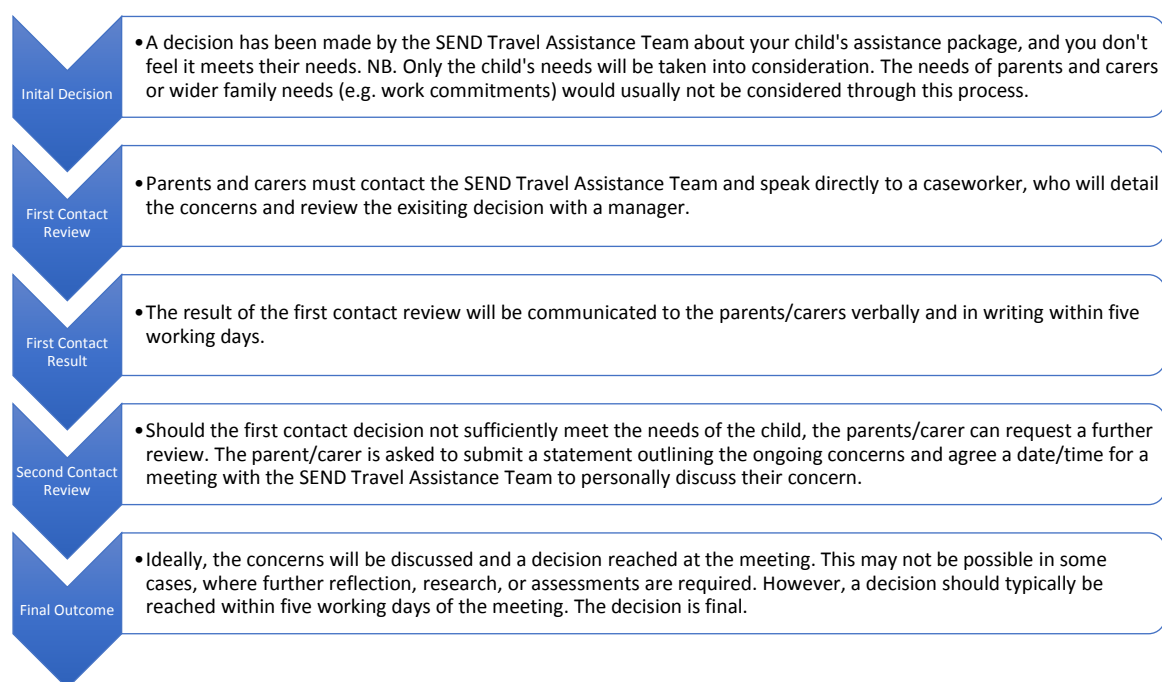 Inital Decision
•A decision has been made by the SEND Travel Assistance Team about your child's assistance package, and you don't
feel it meets their needs. NB. Only the child's needs will be taken into consideration. The needs of parents and carers
or wider family needs (e.g. work commitments) would usually not be considered through this process.
First Contact
Review
•Parents and carers must contact the SEND Travel Assistance Team and speak directly to a caseworker, who will detail
the concerns and review the exisiting decision with a manager.
First Contact
Result
•The result of the first contact review will be communicated to the parents/carers verbally and in writing within five
working days.
Second Contact
Review
•Should the first contact decision not sufficiently meet the needs of the child, the parents/carer can request a further
review. The parent/carer is asked to submit a statement outlining the ongoing concerns and agree a date/time for a
meeting with the SEND Travel Assistance Team to personally discuss their concern.
Final Outcome
•Ideally, the concerns will be discussed and a decision reached at the meeting. This may not be possible in some
cases, where further reflection, research, or assessments are required. However, a decision should typically be
reached within five working days of the meeting. The decision is final.